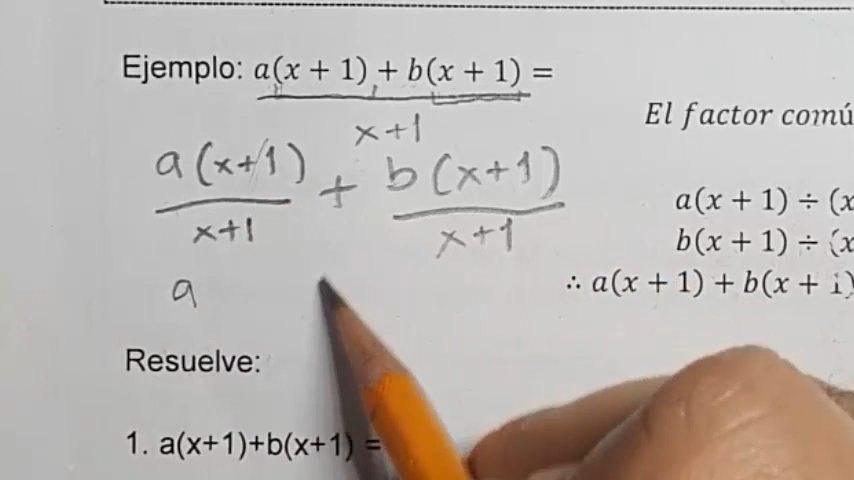 Ejemplo: a(x + 1) + b(x + 1) =
x+1
a(x+1) + b(x+1)
x+1 x+1
a
El factor comú
a(x + 1) ÷ (x
b(x + 1) ÷ (x
∴ a(x + 1) + b(x + 1)
Resuelve:
1. a(x+1)+b(x+1) =